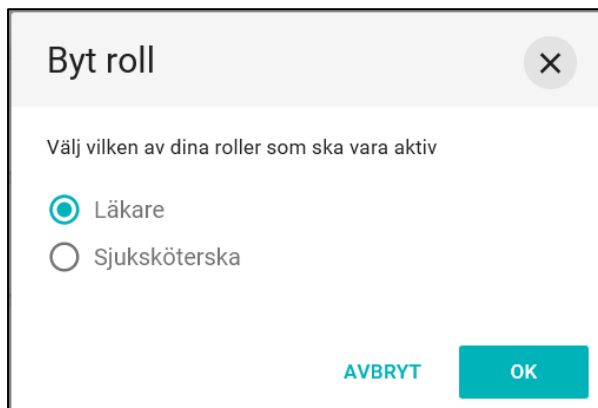 Byt roll
Välj vilken av dina roller som ska vara aktiv
Läkare
Sjuksköterska
AVBRYT OK